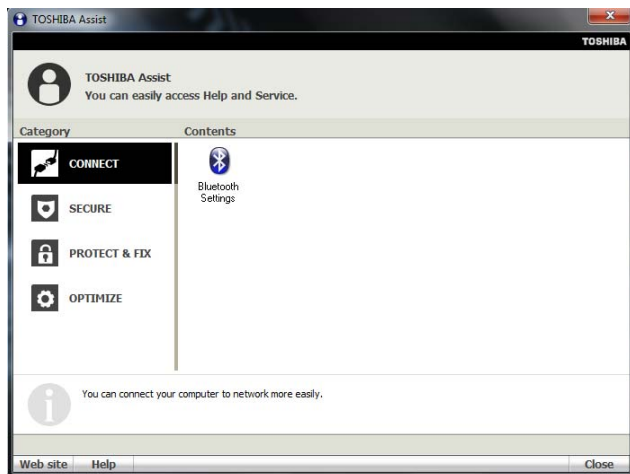 TOSHIBA Assist
TOSHIBA
TOSHIBA Assist
You can easily access Help and Service.
Category
Contents
CONNECT
Bluetooth
Settings
SECURE
PROTECT & FIX
OPTIMIZE
You can connect your computer to network more easily.
Web site
Help
Close